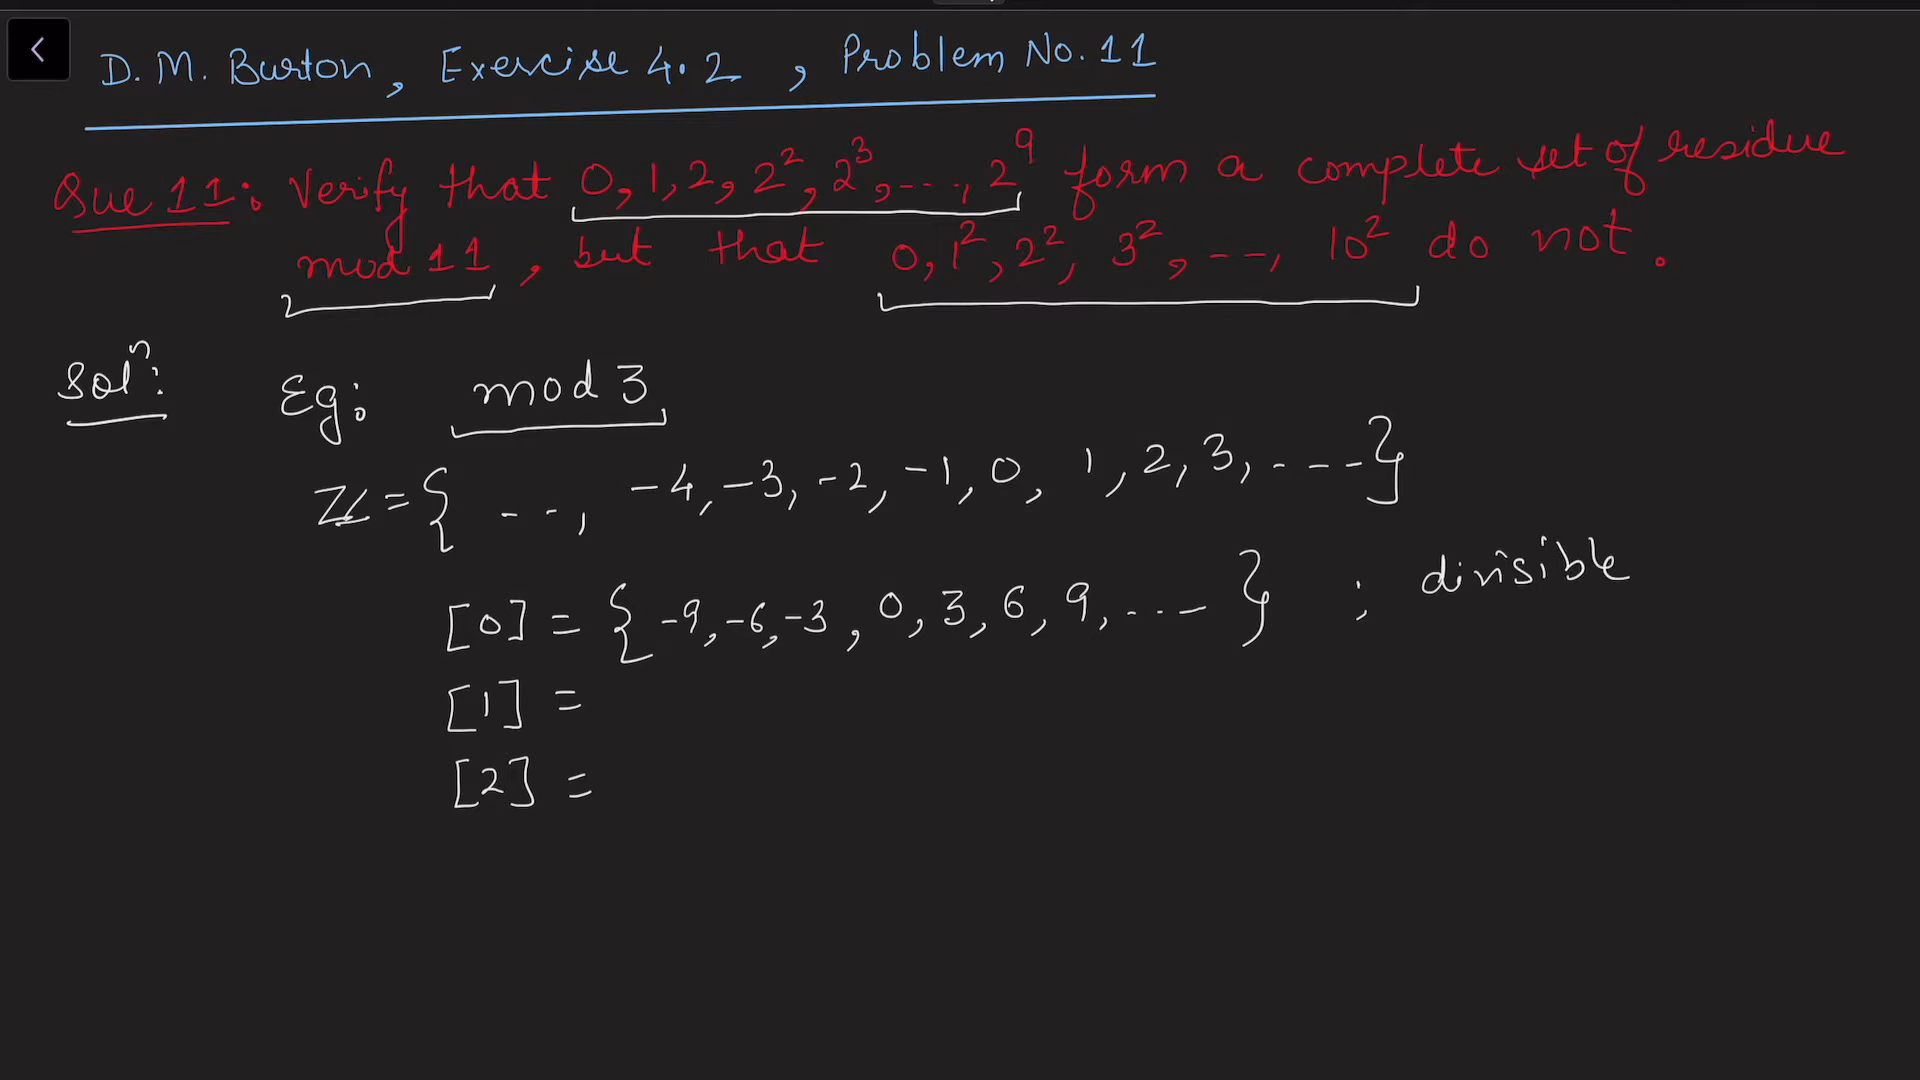 D. M. Burton, Exercise 4.2, Problem No. 11
Que 11: Verify that 0, 1, 2, 2², 2³, ..., 2⁹ form a complete set of residue
mod 11, but that 0, 1², 2², 3², ---, 10² do not.
Solⁿ: Eg: mod 3
ℤ = { --, -4, -3, -2, -1, 0, 1, 2, 3, ---}
[0] = { -9, -6, -3, 0, 3, 6, 9, ... } ; divisible
[1] =
[2] =